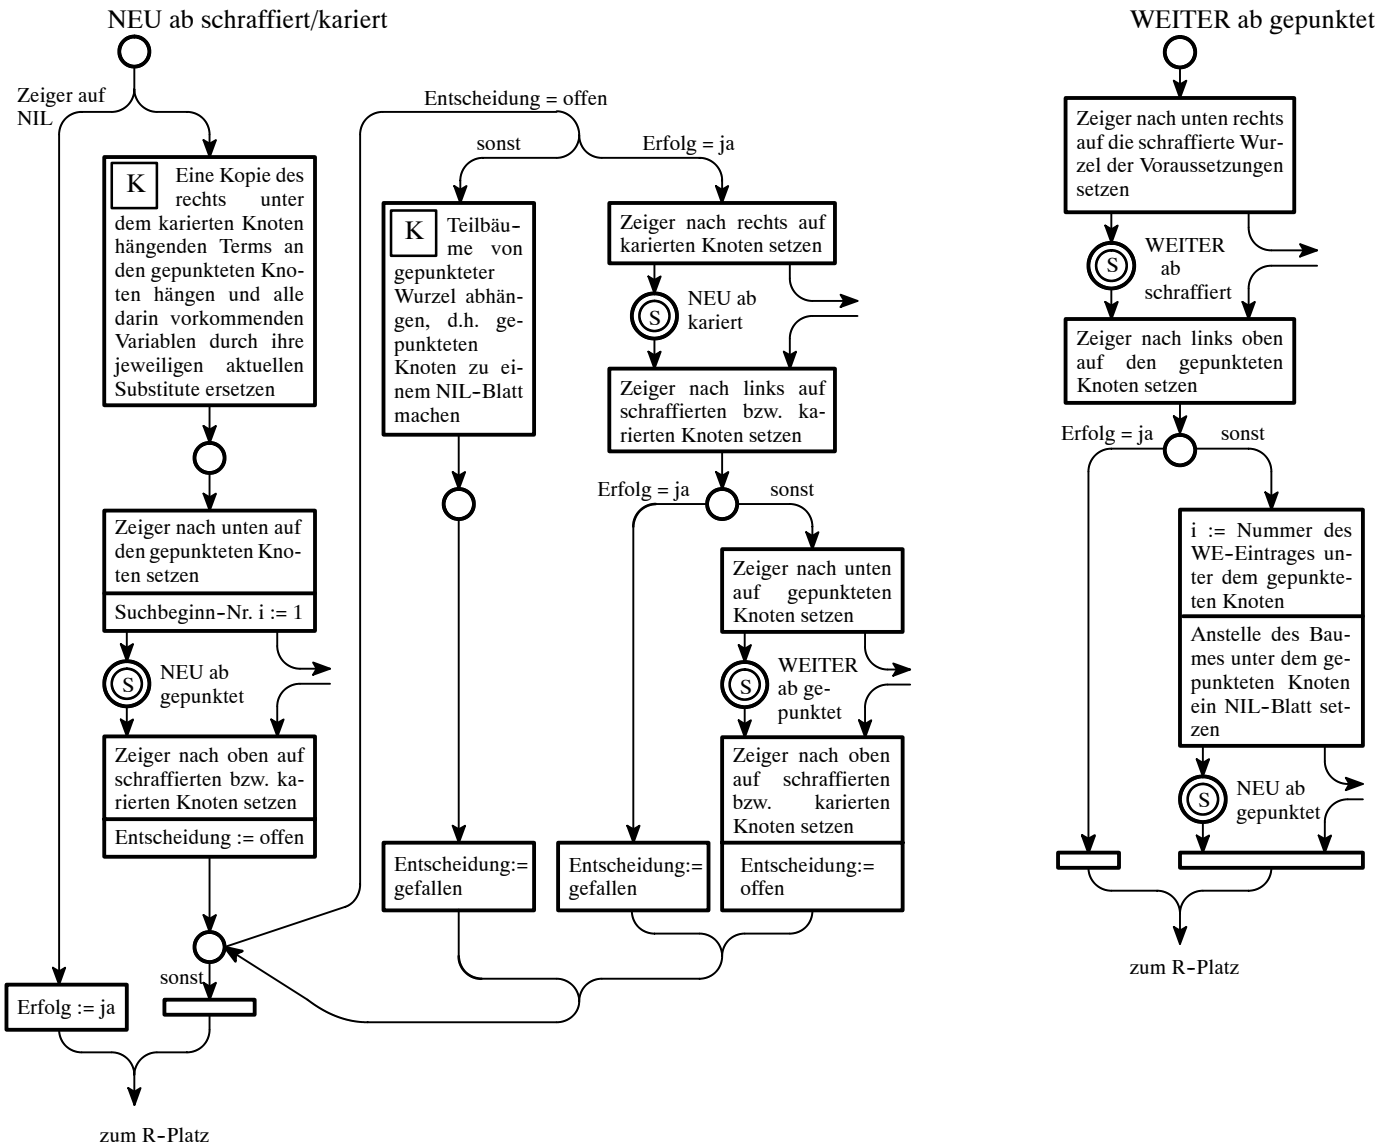 NEU ab schraffiert/kariert
Zeiger auf
NIL
K
Eine Kopie des
rechts unter
dem karierten Knoten
hängenden Terms an
den gepunkteten Kno-
ten hängen und alle
darin vorkommenden
Variablen durch ihre
jeweiligen aktuellen
Substitute ersetzen
Zeiger nach unten auf
den gepunkteten Kno-
ten setzen
Suchbeginn-Nr. i := 1
S
NEU ab
gepunktet
Zeiger nach oben auf
schraffierten bzw. ka-
rierten Knoten setzen
Entscheidung := offen
sonst
Erfolg := ja
zum R-Platz
Entscheidung = offen
sonst
Erfolg = ja
K
Teilbäu-
me von
gepunkteter
Wurzel abhän-
gen, d.h. ge-
punkteten
Knoten zu ei-
nem NIL-Blatt
machen
Entscheidung:=
gefallen
Zeiger nach rechts auf
karierten Knoten setzen
S
NEU ab
kariert
Zeiger nach links auf
schraffierten bzw. ka-
rierten Knoten setzen
Erfolg = ja
sonst
Entscheidung:=
gefallen
Zeiger nach unten
auf gepunkteten
Knoten setzen
S
WEITER
ab ge-
punktet
Zeiger nach oben
auf schraffierten
bzw. karierten
Knoten setzen
Entscheidung:=
offen
WEITER ab gepunktet
Zeiger nach unten rechts
auf die schraffierte Wur-
zel der Voraussetzungen
setzen
S
WEITER
ab
schraffiert
Zeiger nach links oben
auf den gepunkteten
Knoten setzen
Erfolg = ja
sonst
i := Nummer des
WE-Eintrages un-
ter dem gepunkte-
ten Knoten
Anstelle des Bau-
mes unter dem ge-
punkteten Knoten
ein NIL-Blatt set-
zen
S
NEU ab
gepunktet
zum R-Platz